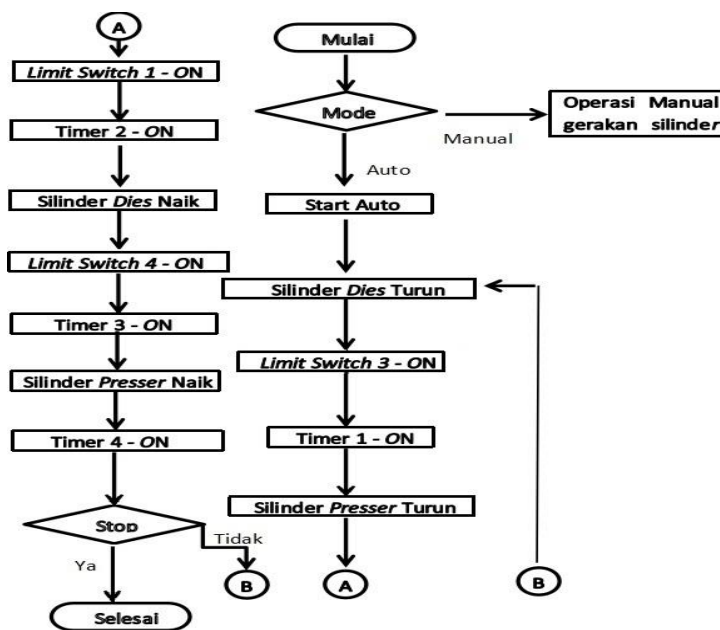 A
Limit Switch 1 - ON
Timer 2 - ON
Silinder Dies Naik
Limit Switch 4 - ON
Timer 3 - ON
Silinder Presser Naik
Timer 4 - ON
Stop
Tidak
Ya
B
Selesai
Mulai
Mode
Manual
Operasi Manual
gerakan silinder
Auto
Start Auto
Silinder Dies Turun
Limit Switch 3 - ON
Timer 1 - ON
Silinder Presser Turun
A
B